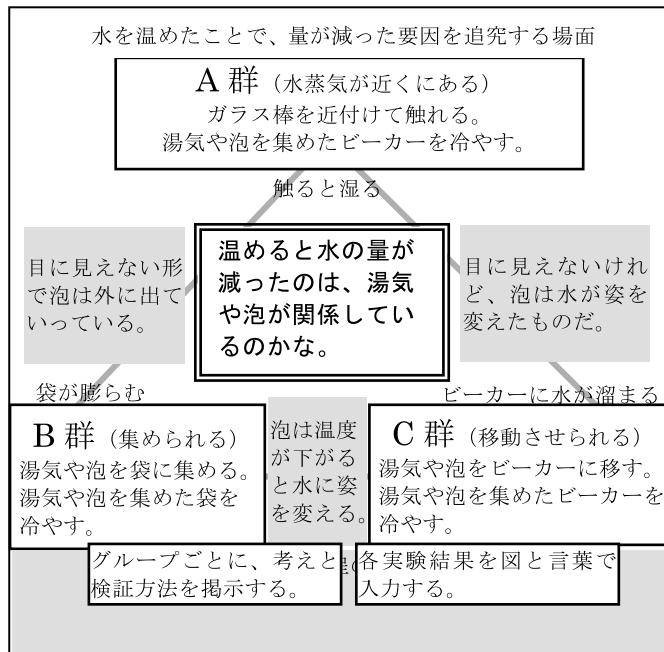 水を温めたことで、量が減った要因を追究する場面
A 群（水蒸気が近くにある）
ガラス棒を近付けて触れる。
湯気や泡を集めたビーカーを冷やす。
触ると湿る
目に見えない形
で泡は外に出て
いっている。
温めると水の量が
減ったのは、湯気
や泡が関係してい
るのかな。
目に見えないけれ
ど、泡は水が姿を
変えたものだ。
袋が膨らむ
ビーカーに水が溜まる
B 群（集められる）
湯気や泡を袋に集める。
湯気や泡を集めた袋を
冷やす。
泡は温度
が下がる
と水に姿
を変える。
C 群（移動させられる）
湯気や泡をビーカーに移す。
湯気や泡を集めたビーカーを
冷やす。
グループごとに、考えと
検証方法を掲示する。
各実験結果を図と言葉で
入力する。